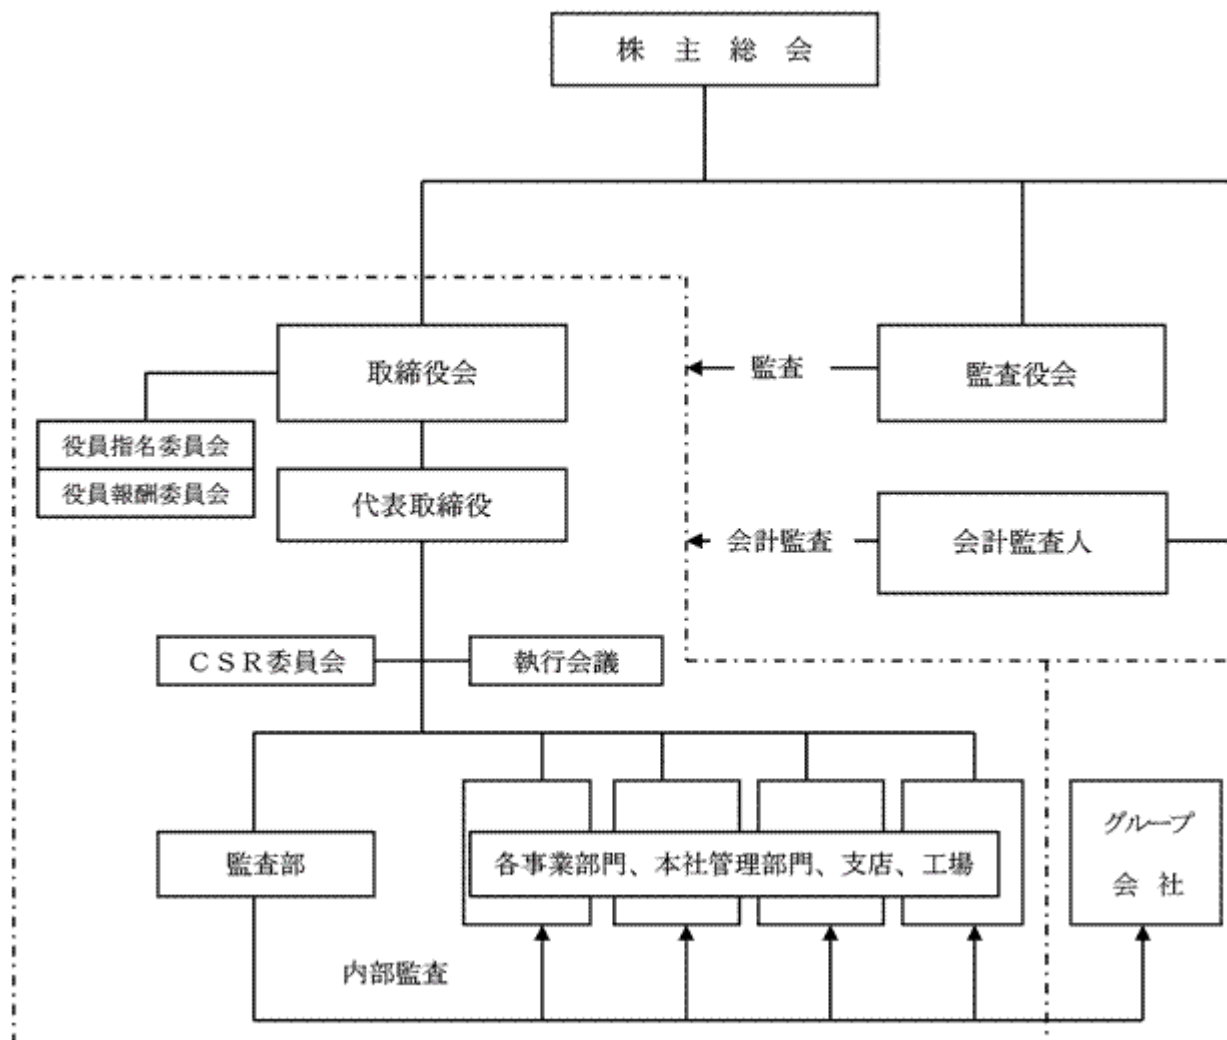 株主総会
取締役会
監査
監査役会
役員指名委員会
役員報酬委員会
代表取締役
会計監査
会計監査人
ＣＳＲ委員会
執行会議
監査部
各事業部門、本社管理部門、支店、工場
グループ
会社
内部監査